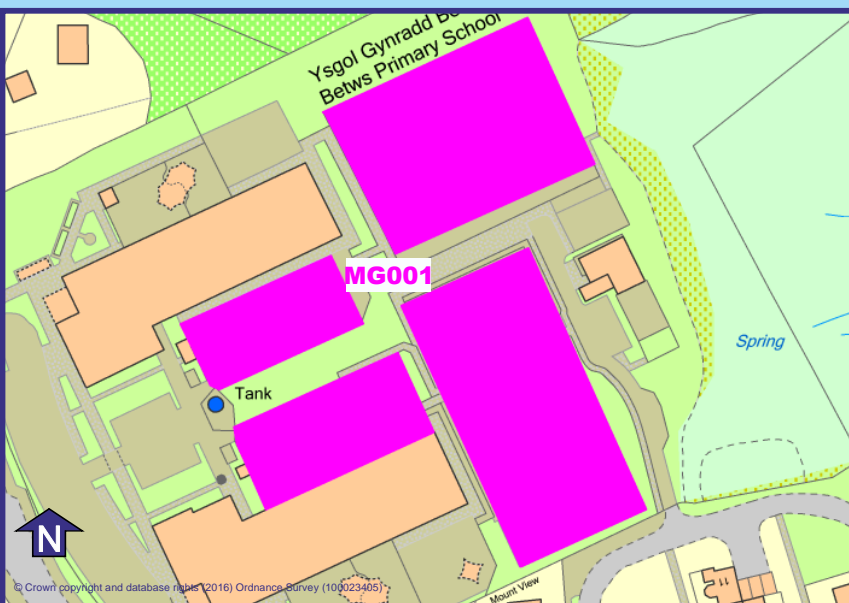 Ysgol Gynradd
Betws Primary School
MG001
Spring
Tank
N
© Crown copyright and database rights (2016) Ordnance Survey (100023405)
Mount View